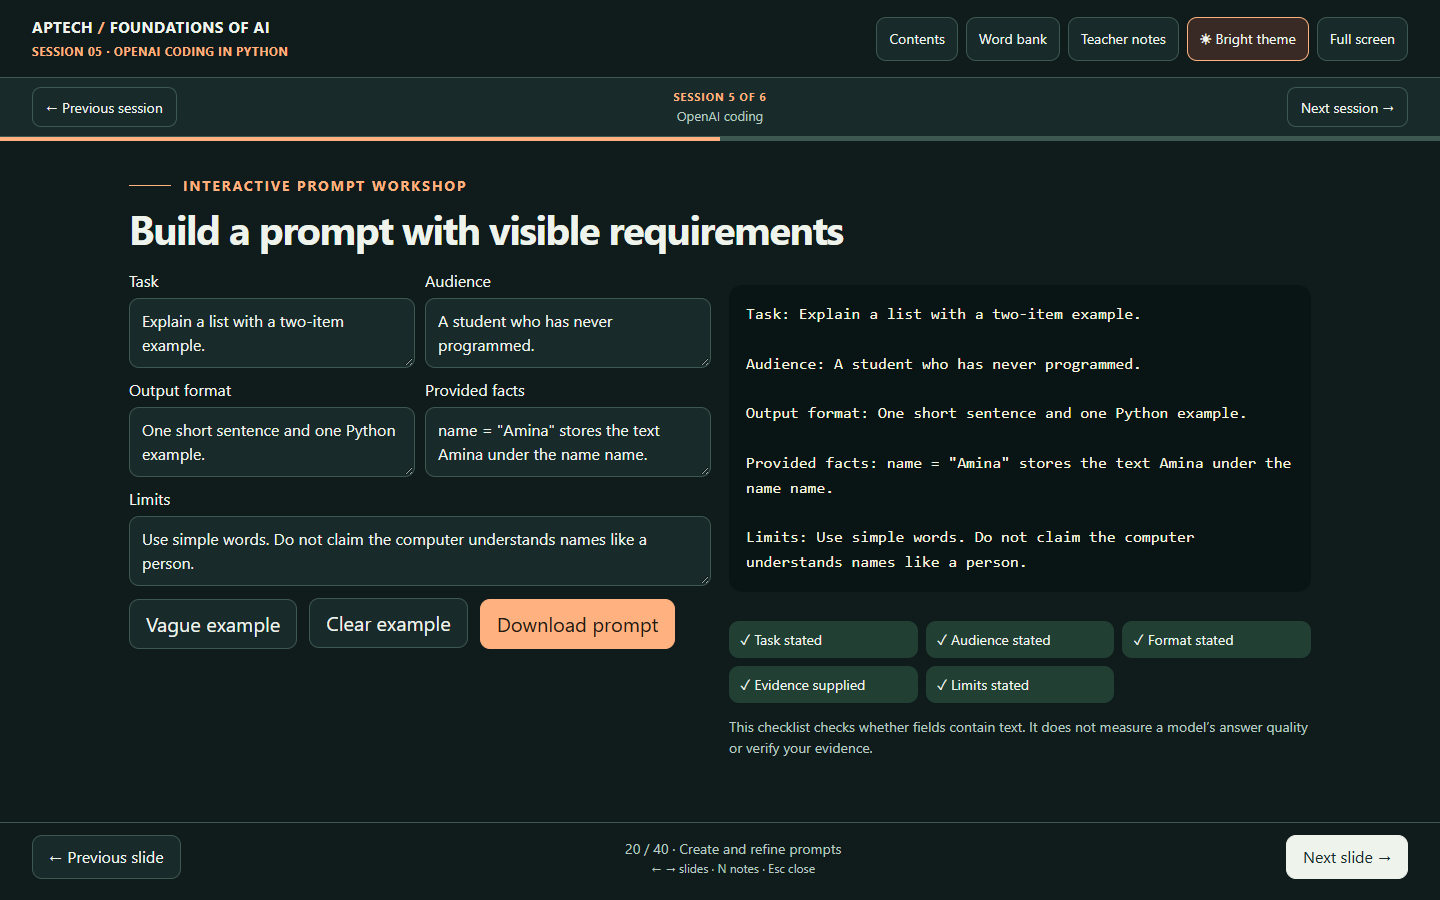 APTECH / FOUNDATIONS OF AI
SESSION 05 · OPENAI CODING IN PYTHON
Contents
Word bank
Teacher notes
☀ Bright theme
Full screen
← Previous session
SESSION 5 OF 6
OpenAI coding
Next session →
INTERACTIVE PROMPT WORKSHOP
Build a prompt with visible requirements
Task
Explain a list with a two-item
example.
Audience
A student who has never
programmed.
Output format
One short sentence and one Python
example.
Provided facts
name = "Amina" stores the text
Amina under the name name.
Limits
Use simple words. Do not claim the computer understands names like a
person.
Vague example
Clear example
Download prompt
Task: Explain a list with a two-item example.
Audience: A student who has never programmed.
Output format: One short sentence and one Python example.
Provided facts: name = "Amina" stores the text Amina under the
name name.
Limits: Use simple words. Do not claim the computer
understands names like a person.
✓ Task stated
✓ Audience stated
✓ Format stated
✓ Evidence supplied
✓ Limits stated
This checklist checks whether fields contain text. It does not measure a model’s answer quality
or verify your evidence.
← Previous slide
20 / 40 · Create and refine prompts
← → slides · N notes · Esc close
Next slide →